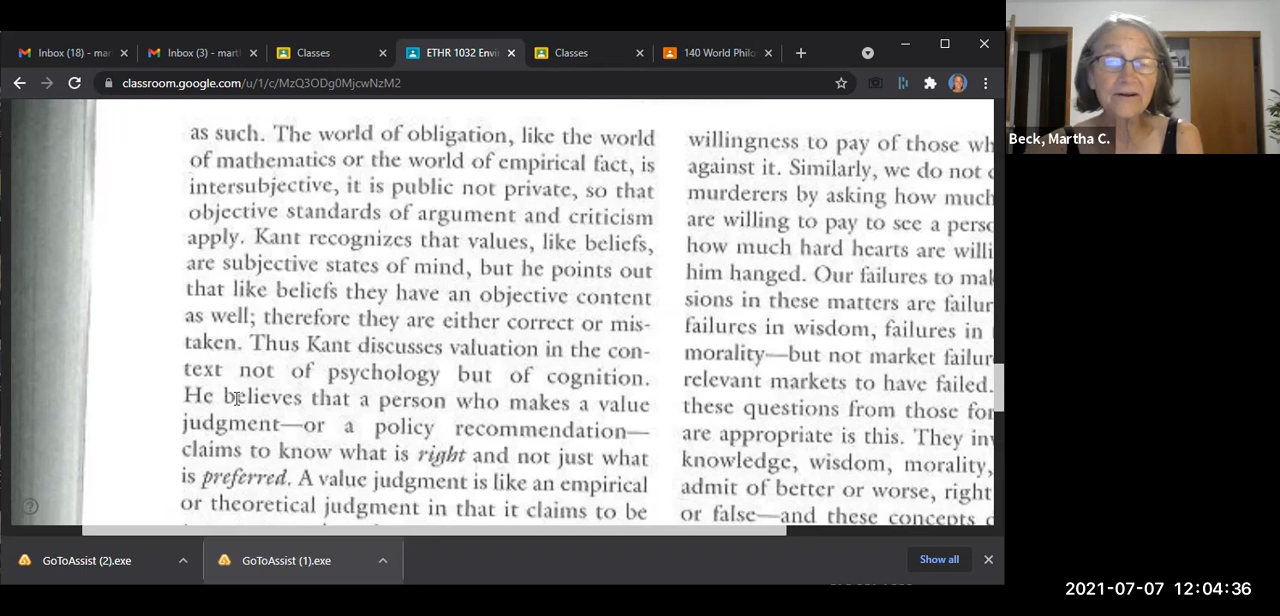 Inbox (18) - mar
Inbox (3) - mart
Classes
ETHR 1032 Envi
Classes
140 World Philo
classroom.google.com/u/1/c/MzQ3ODg0MjcwNzM2
Beck, Martha C.
as such. The world of obligation, like the world
of mathematics or the world of empirical fact, is
intersubjective, it is public not private, so that
objective standards of argument and criticism
apply. Kant recognizes that values, like beliefs,
are subjective states of mind, but he points out
that like beliefs they have an objective content
as well; therefore they are either correct or mis-
taken. Thus Kant discusses valuation in the con-
text not of psychology but of cognition.
He believes that a person who makes a value
judgment—or a policy recommendation—
claims to know what is right and not just what
is preferred. A value judgment is like an empirical
or theoretical judgment in that it claims to be
willingness to pay of those wh
against it. Similarly, we do not
murderers by asking how much
are willing to pay to see a perso
how much hard hearts are willi
him hanged. Our failures to mak
sions in these matters are failur
failures in wisdom, failures in
morality—but not market failur
relevant markets to have failed.
these questions from those for
are appropriate is this. They inv
knowledge, wisdom, morality,
admit of better or worse, right
or false—and these concepts
GoToAssist (2).exe
GoToAssist (1).exe
Show all
2021-07-07 12:04:36